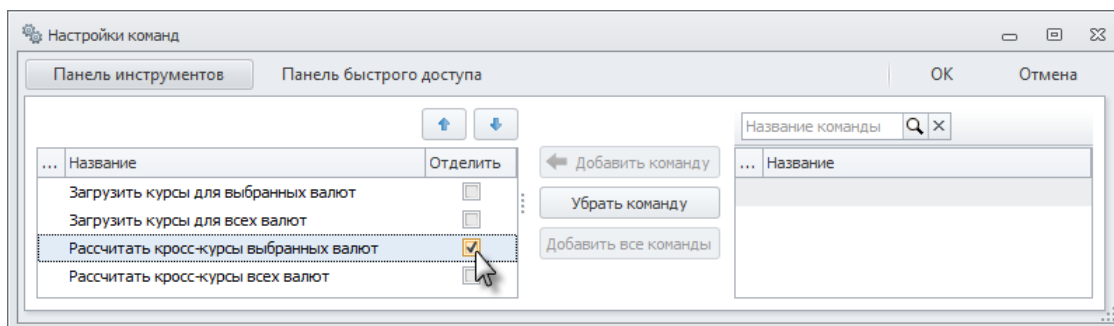 Настройки команд
Панель инструментов Панель быстрого доступа ОК Отмена
Название команды
... Название Отделить
Добавить команду
... Название
Загрузить курсы для выбранных валют
Убрать команду
Загрузить курсы для всех валют
Рассчитать кросс-курсы выбранных валют
Добавить все команды
Рассчитать кросс-курсы всех валют